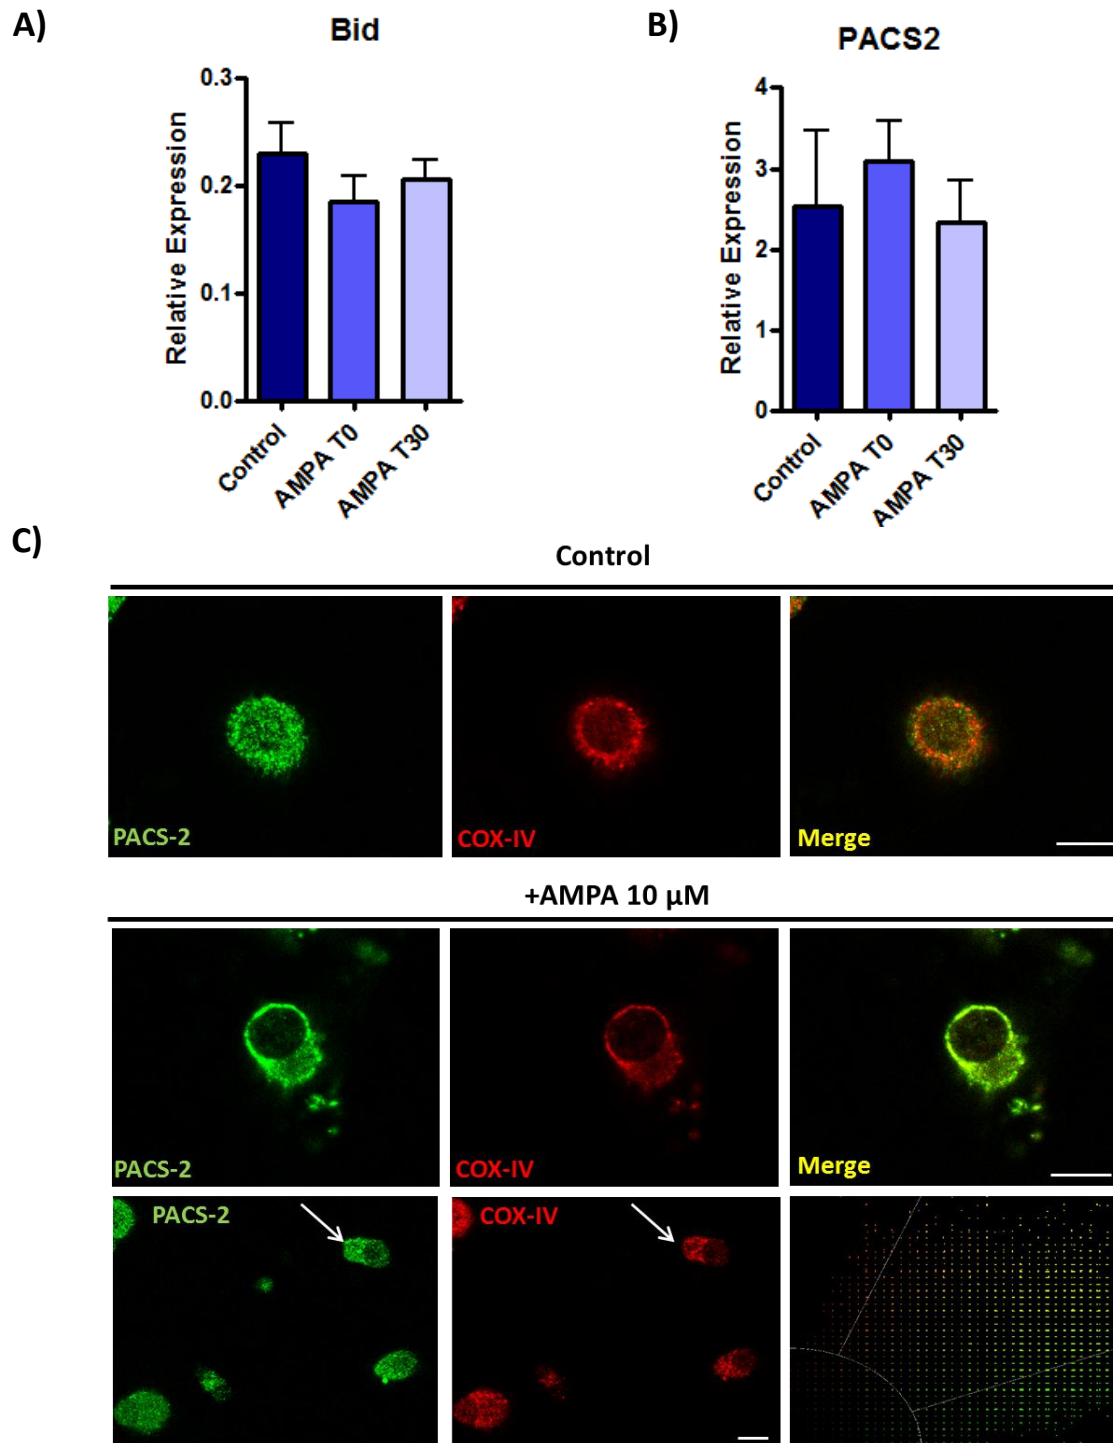 A)
Bid
Relative Expression
0.3
0.2
0.1
0.0
Control
AMPA T0
AMPA T30
B)
PACS2
Relative Expression
4
3
2
1
0
Control
AMPA T0
AMPA T30
C)
Control
PACS-2
COX-IV
Merge
+AMPA 10 µM
PACS-2
COX-IV
Merge
PACS-2
COX-IV